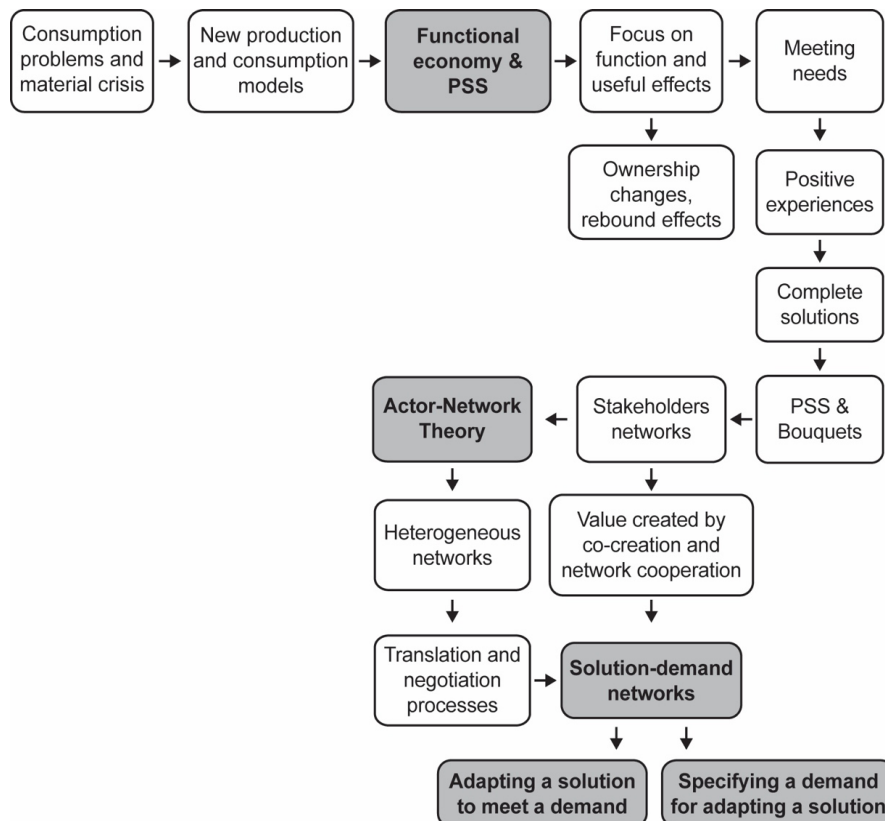 Consumption
problems and
material crisis
New production
and consumption
models
Functional
economy &
PSS
Focus on
function and
useful effects
Meeting
needs
Ownership
changes,
rebound effects
Positive
experiences
Complete
solutions
Actor-Network
Theory
Stakeholders
networks
PSS &
Bouquets
Heterogeneous
networks
Value created by
co-creation and
network cooperation
Translation and
negotiation
processes
Solution-demand
networks
Adapting a solution
to meet a demand
Specifying a demand
for adapting a solution